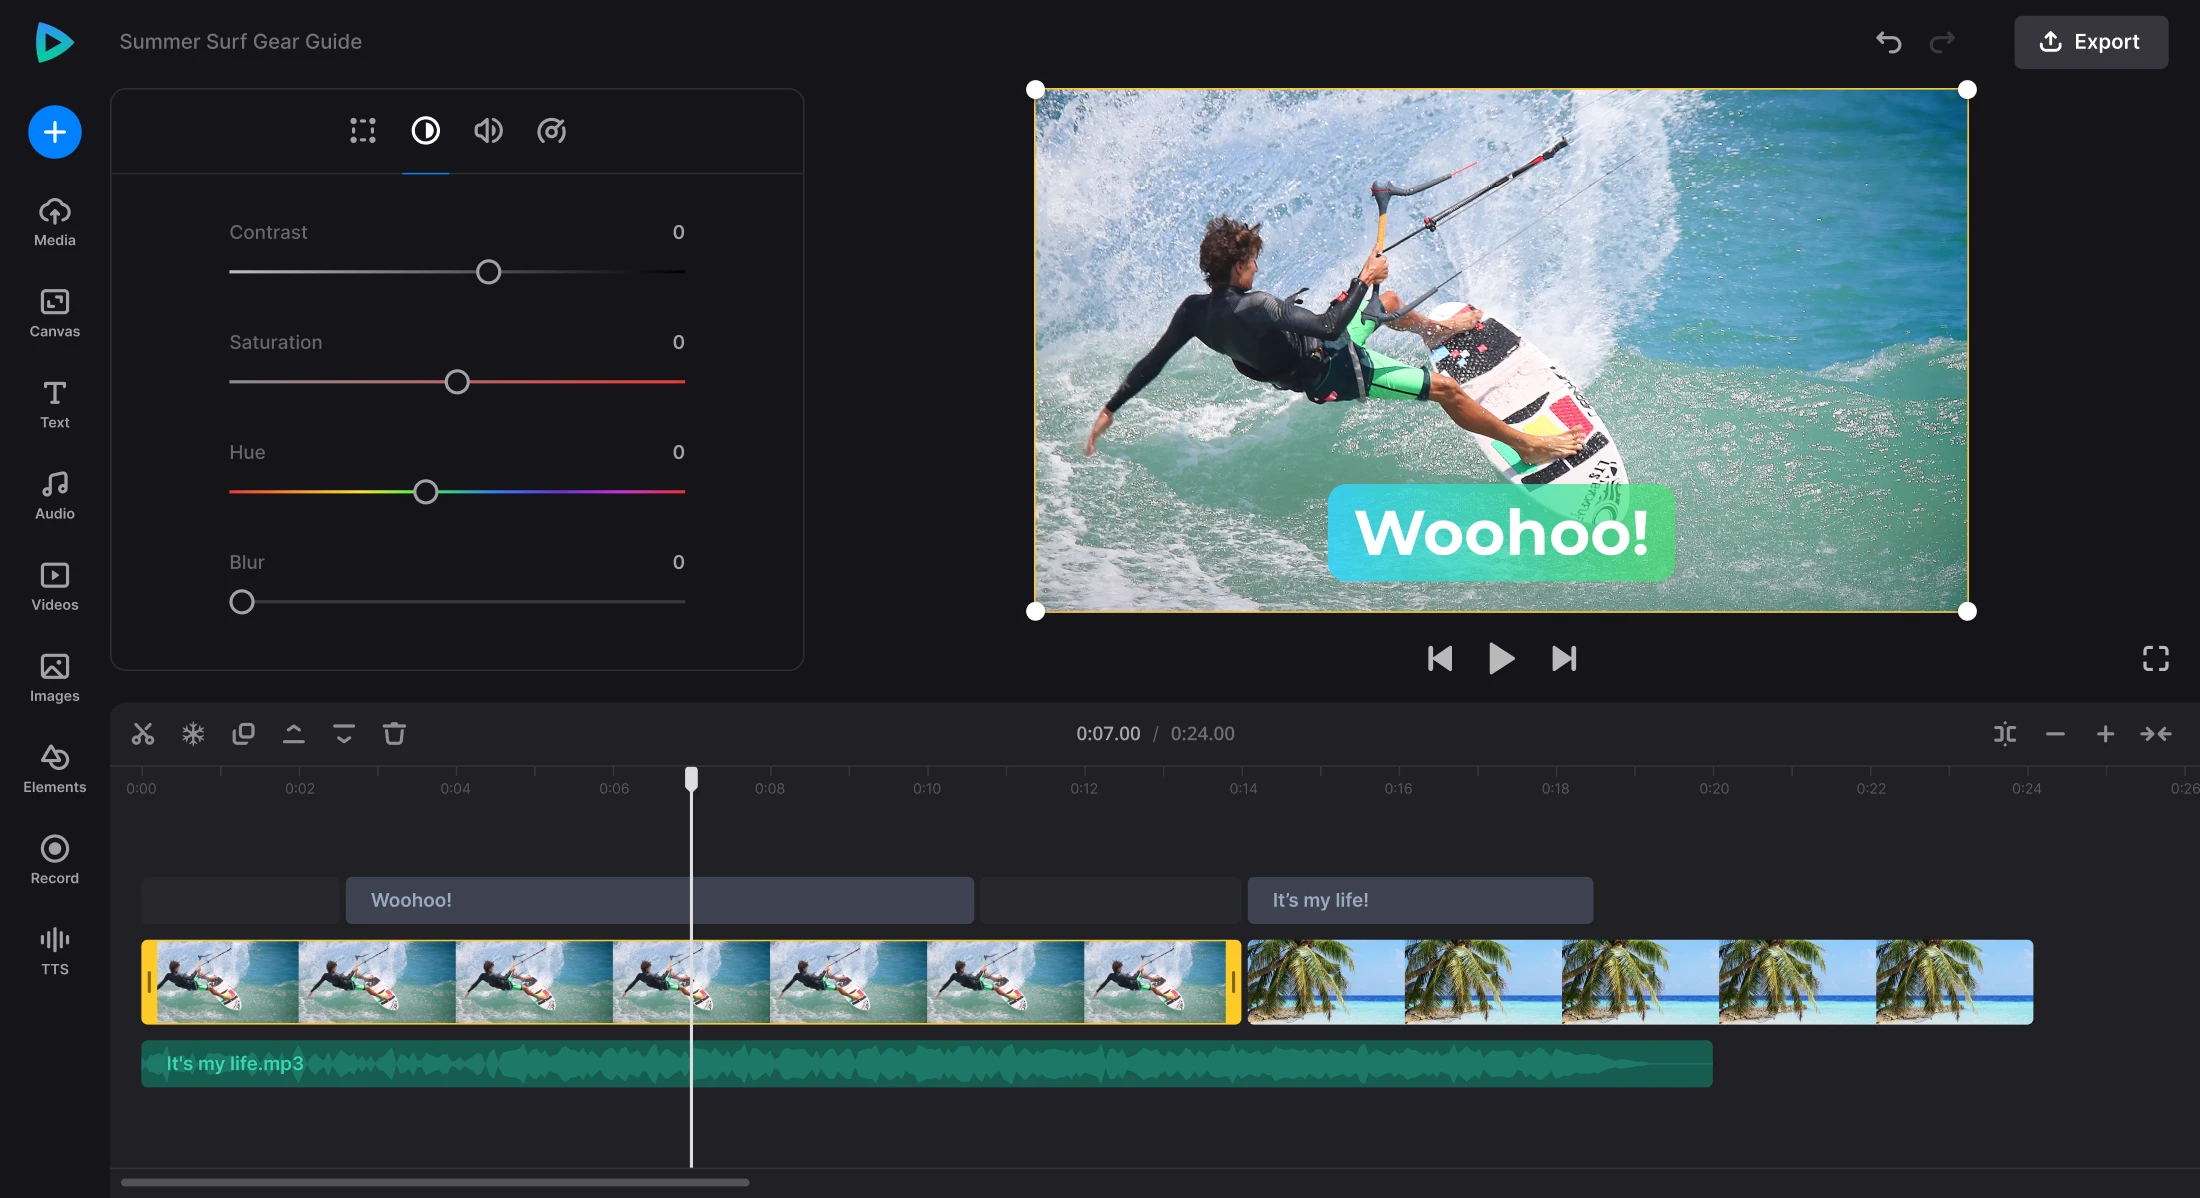 Summer Surf Gear Guide
Export
Media
Canvas
Text
Audio
Videos
Images
Elements
Record
TTS
Contrast 0
Saturation 0
Hue 0
Blur 0
Woohoo!
0:07.00 / 0:24.00
0:00 0:02 0:04 0:06 0:08 0:10 0:12 0:14 0:16 0:18 0:20 0:22 0:24 0:26
Woohoo! It’s my life!
It's my life.mp3